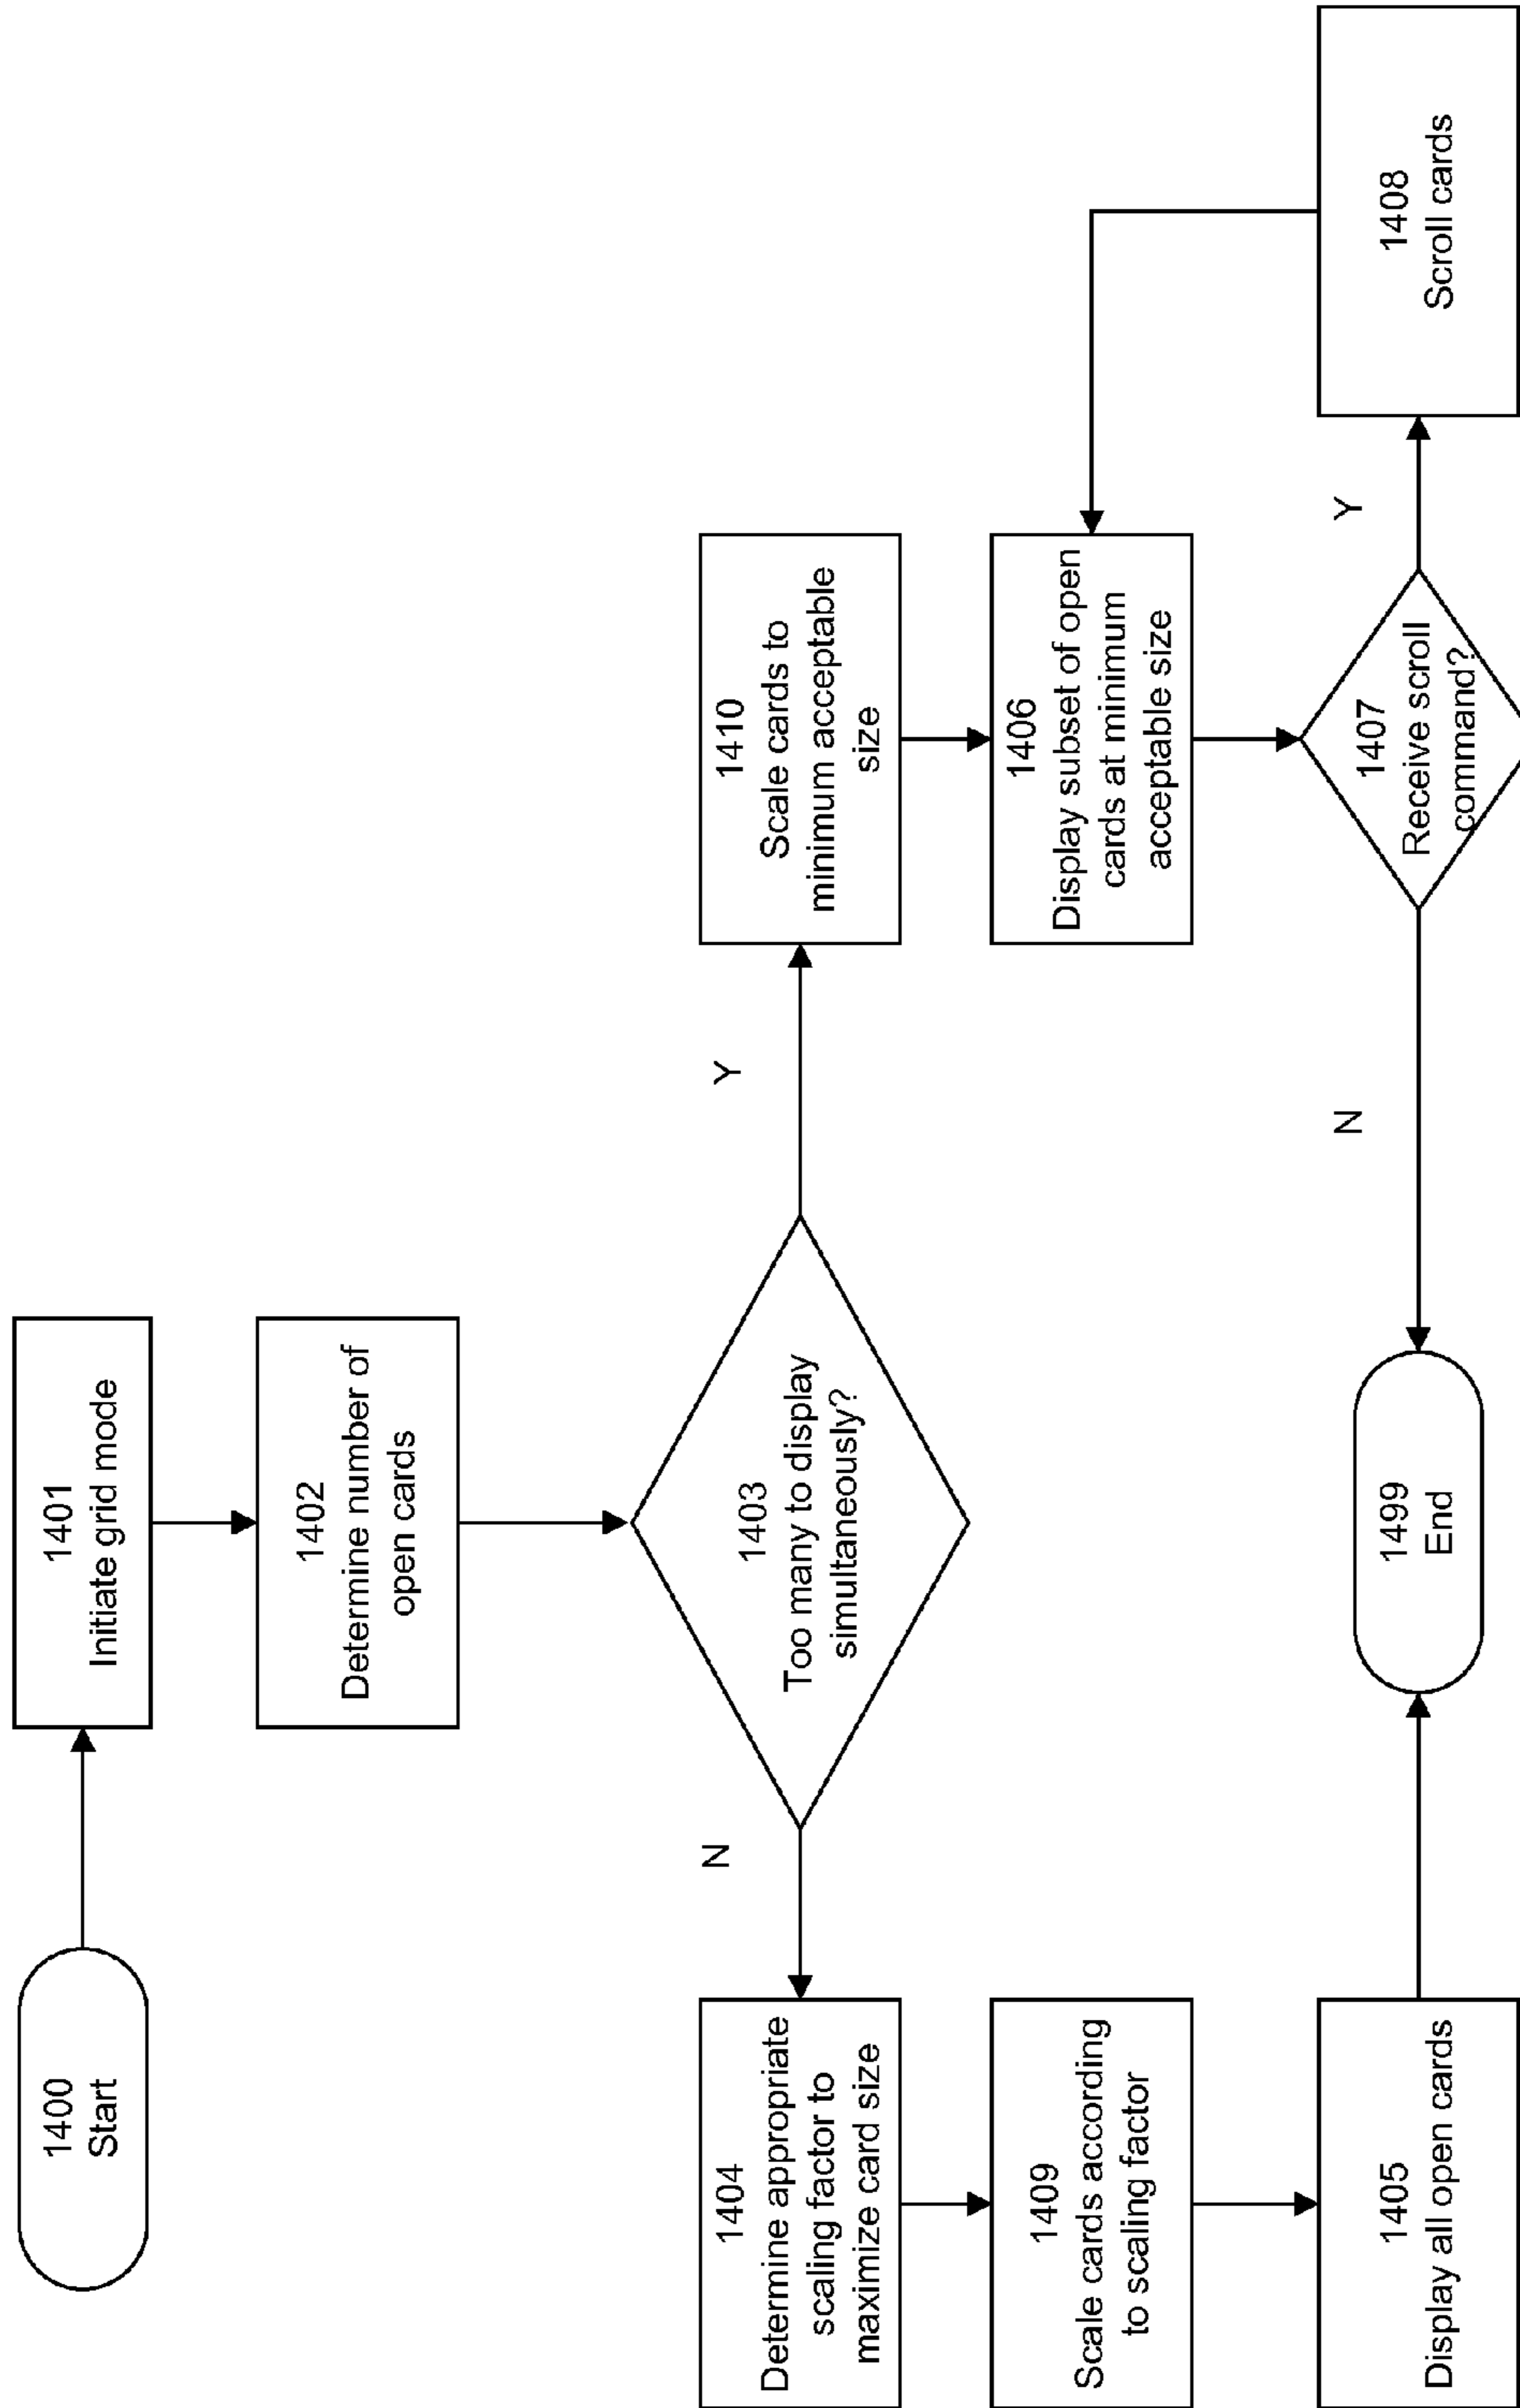 1400
Start
1401
Initiate grid mode
1402
Determine number of
open cards
1403
Too many to display
simultaneously?
N
Y
1404
Determine appropriate
scaling factor to
maximize card size
1409
Scale cards according
to scaling factor
1405
Display all open cards
1410
Scale cards to
minimum acceptable
size
1406
Display subset of open
cards at minimum
acceptable size
1407
Receive scroll
command?
N
Y
1408
Scroll cards
1499
End